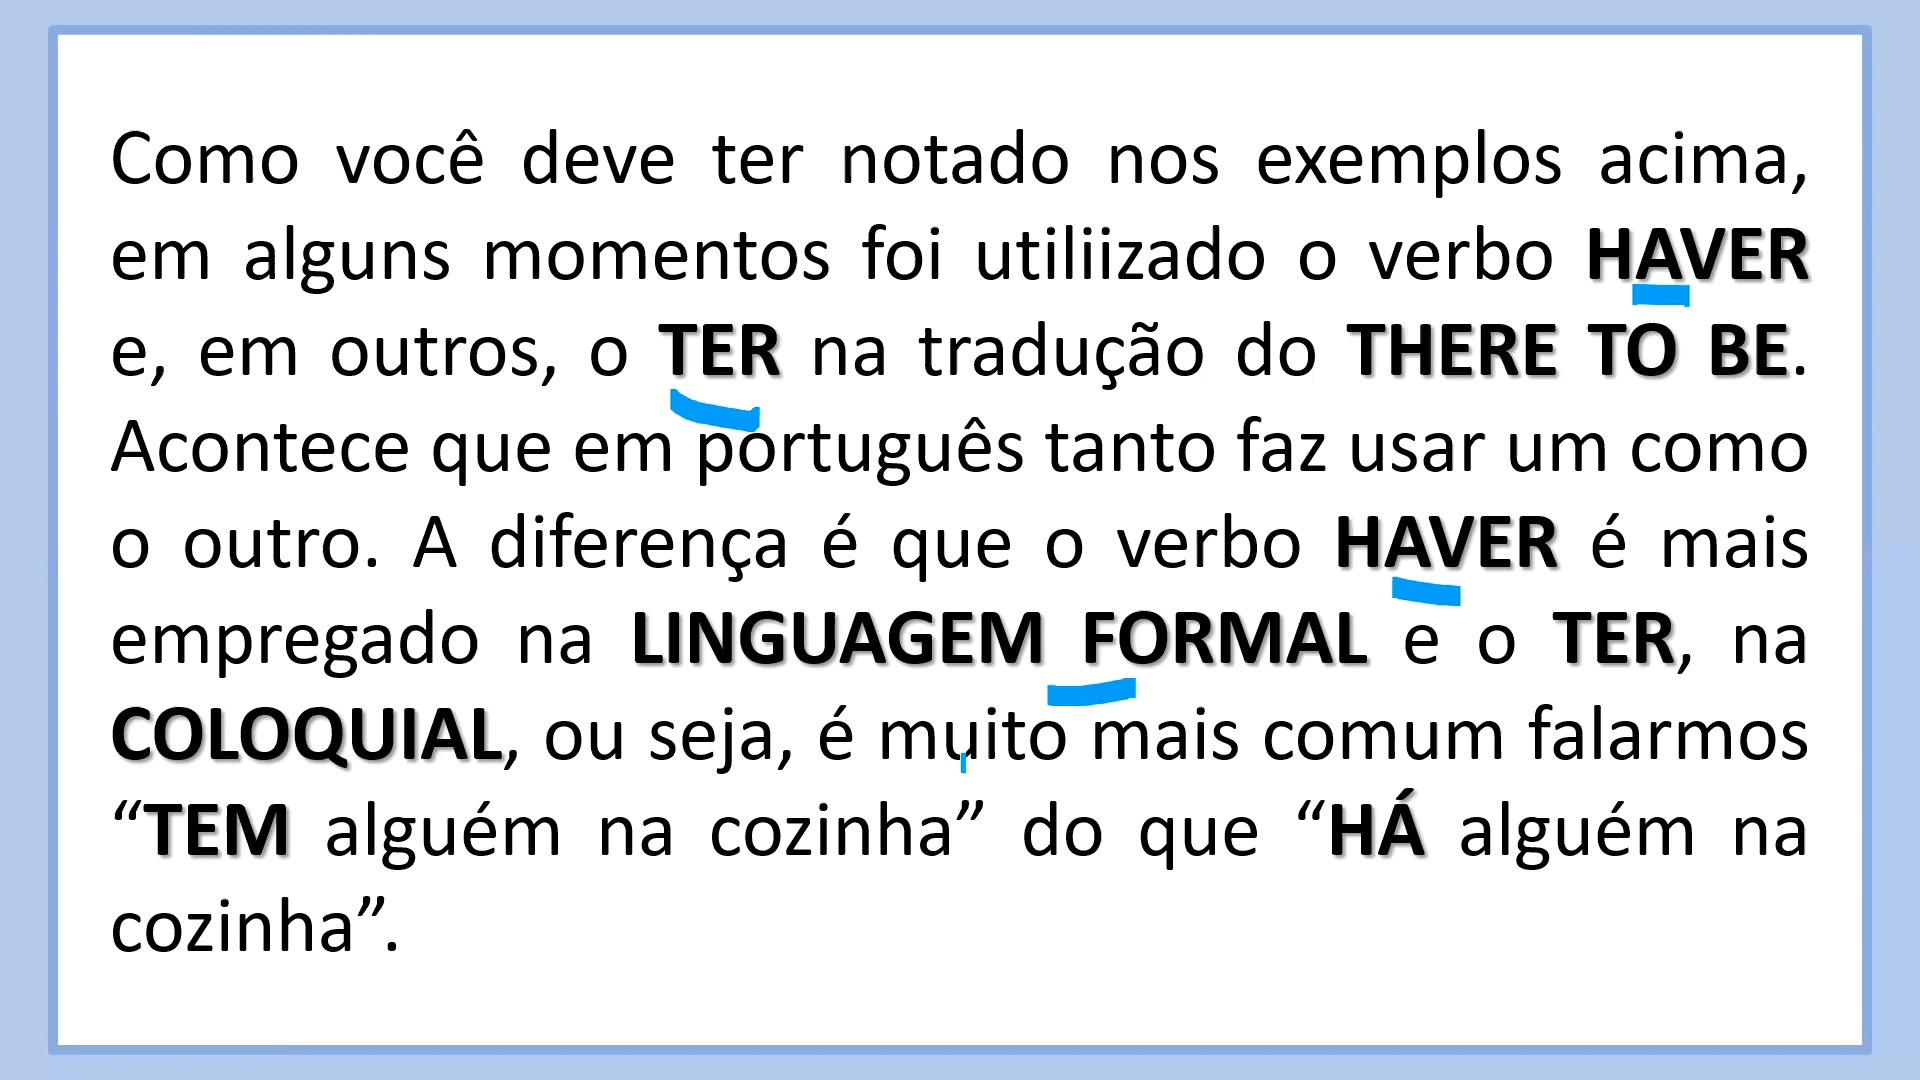 Como você deve ter notado nos exemplos acima,
em alguns momentos foi utiliizado o verbo HAVER
e, em outros, o TER na tradução do THERE TO BE.
Acontece que em português tanto faz usar um como
o outro. A diferença é que o verbo HAVER é mais
empregado na LINGUAGEM FORMAL e o TER, na
COLOQUIAL, ou seja, é muito mais comum falarmos
“TEM alguém na cozinha” do que “HÁ alguém na
cozinha”.